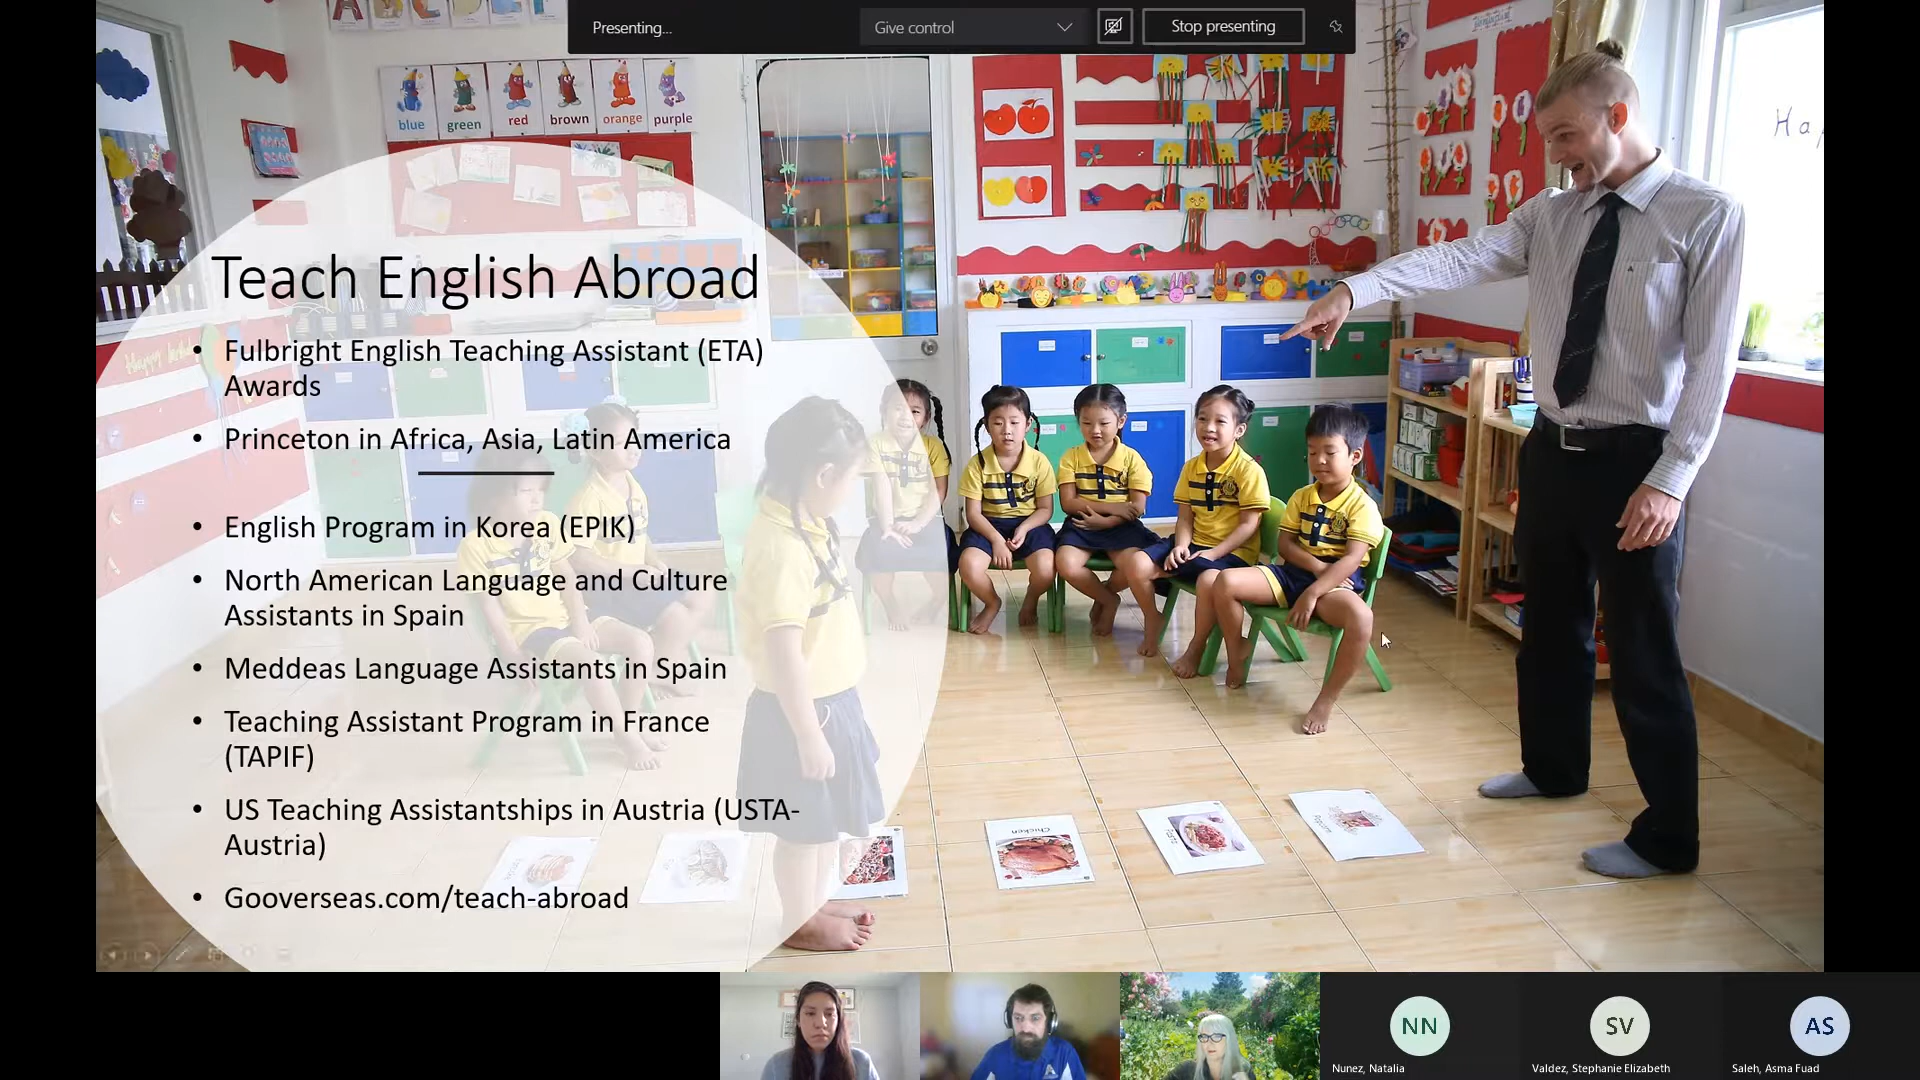 Presenting...
Give control
Stop presenting
blue
green
red
brown
orange
purple
Teach English Abroad
• Fulbright English Teaching Assistant (ETA)
Awards
• Princeton in Africa, Asia, Latin America
• English Program in Korea (EPIK)
• North American Language and Culture
Assistants in Spain
• Meddeas Language Assistants in Spain
• Teaching Assistant Program in France
(TAPIF)
• US Teaching Assistantships in Austria (USTA-
Austria)
• Gooverseas.com/teach-abroad
Chicken
Pasta
Popcorn
NN
Nunez, Natalia
SV
Valdez, Stephanie Elizabeth
AS
Saleh, Asma Fuad